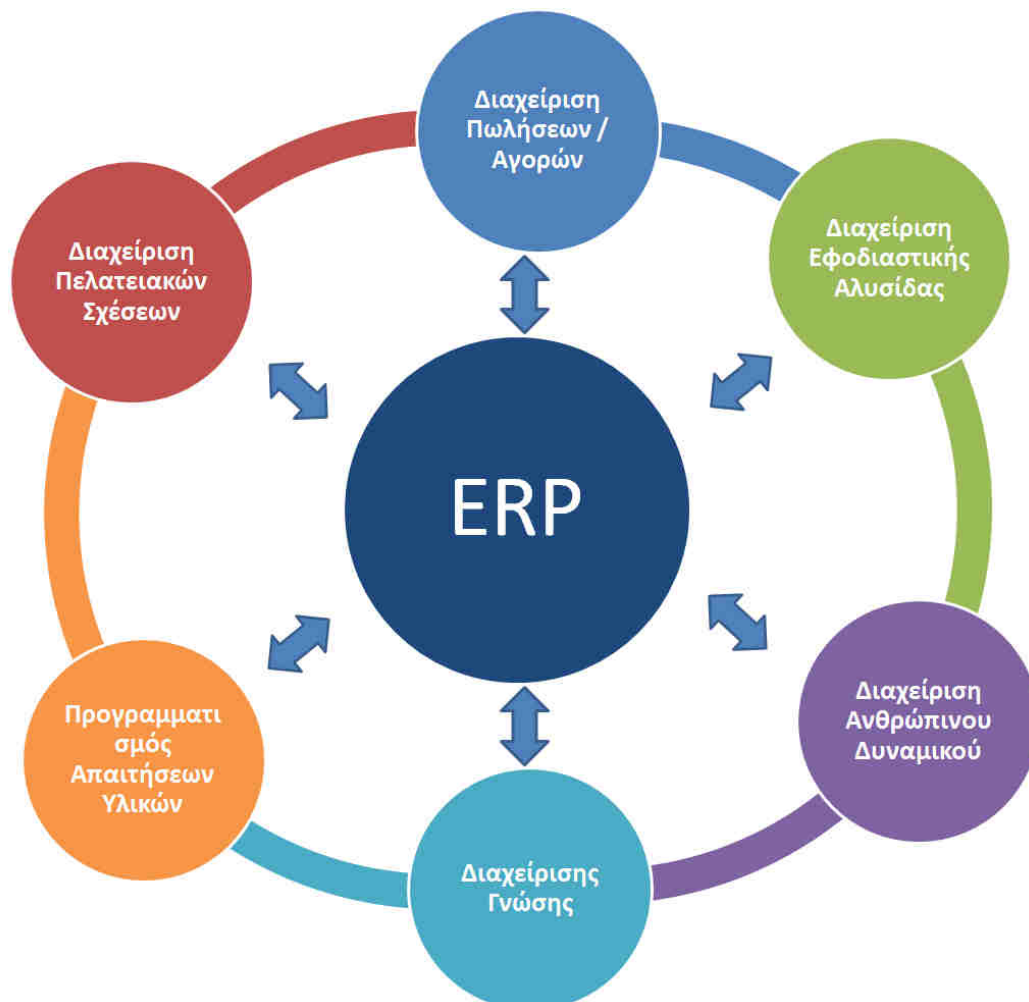 Διαχείριση
Πωλήσεων /
Αγορών
Διαχείριση
Εφοδιαστικής
Αλυσίδας
Διαχείριση
Ανθρώπινου
Δυναμικού
Διαχείρισης
Γνώσης
Προγραμματι
σμός
Απαιτήσεων
Υλικών
Διαχείριση
Πελατειακών
Σχέσεων
ERP